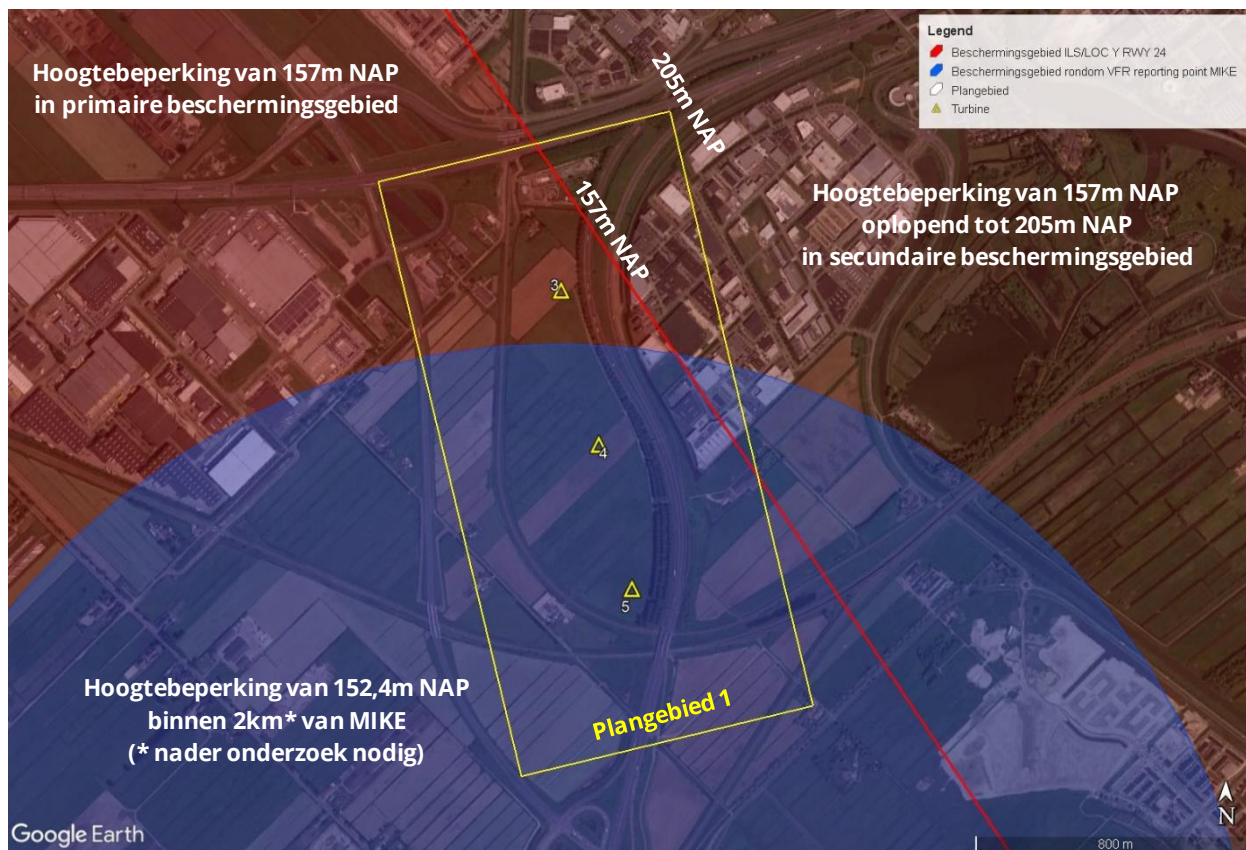 Hoogtebeperking van 157m NAP
in primaire beschermingsgebied
205m NAP
157m NAP
Legend
Beschermingsgebied ILS/LOC Y RWY 24
Beschermingsgebied rondom VFR reporting point MIKE
Plangebied
Turbine
Hoogtebeperking van 157m NAP
oplopend tot 205m NAP
in secundaire beschermingsgebied
3
4
5
Hoogtebeperking van 152,4m NAP
binnen 2km* van MIKE
(* nader onderzoek nodig)
Plangebied 1
N
Google Earth
800 m